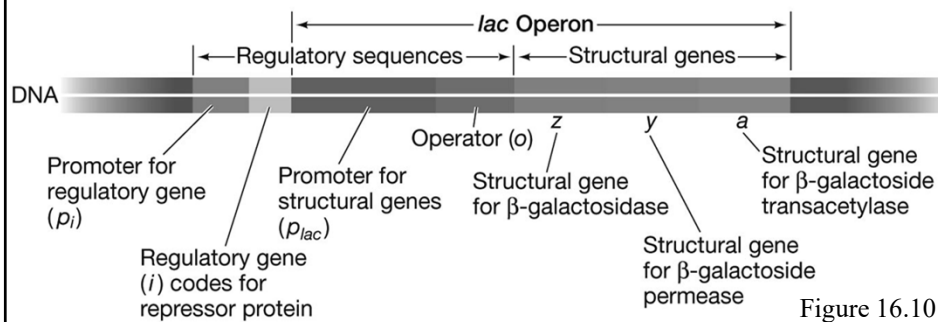 lac Operon
Regulatory sequences
Structural genes
DNA
Operator (o)
z
y
a
Promoter for
regulatory gene
(pi)
Regulatory gene
(i) codes for
repressor protein
Promoter for
structural genes
(plac)
Structural gene
for β-galactosidase
Structural gene
for β-galactoside
permease
Structural gene
for β-galactoside
transacetylase
Figure 16.10